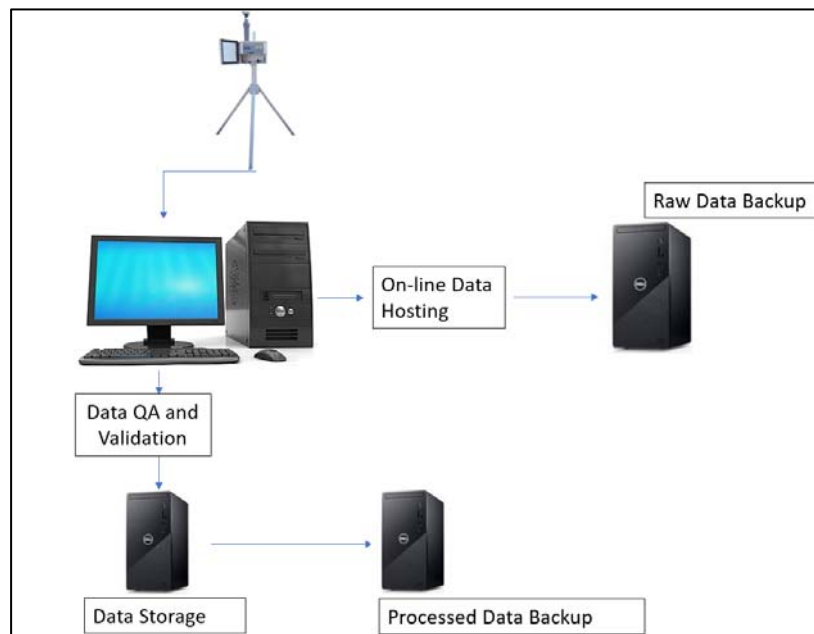 Raw Data Backup
On-line Data
Hosting
Data QA and
Validation
Data Storage
Processed Data Backup